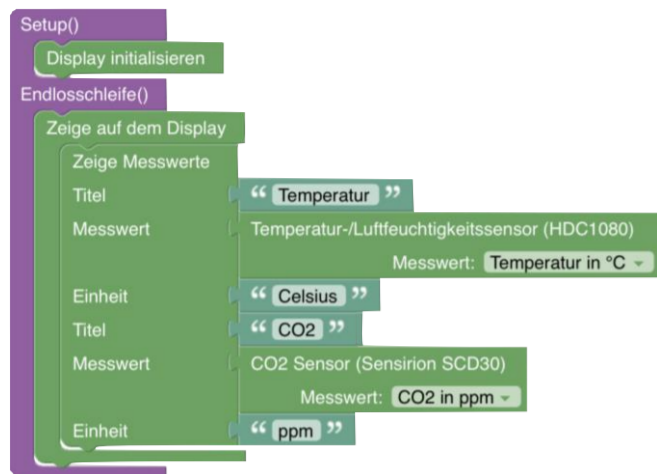 Setup()
Display initialisieren
Endlosschleife()
Zeige auf dem Display
Zeige Messwerte
Titel “ Temperatur ”
Messwert Temperatur-/Luftfeuchtigkeitssensor (HDC1080)
Messwert: Temperatur in °C
Einheit “ Celsius ”
Titel “ CO2 ”
Messwert CO2 Sensor (Sensirion SCD30)
Messwert: CO2 in ppm
Einheit “ ppm ”